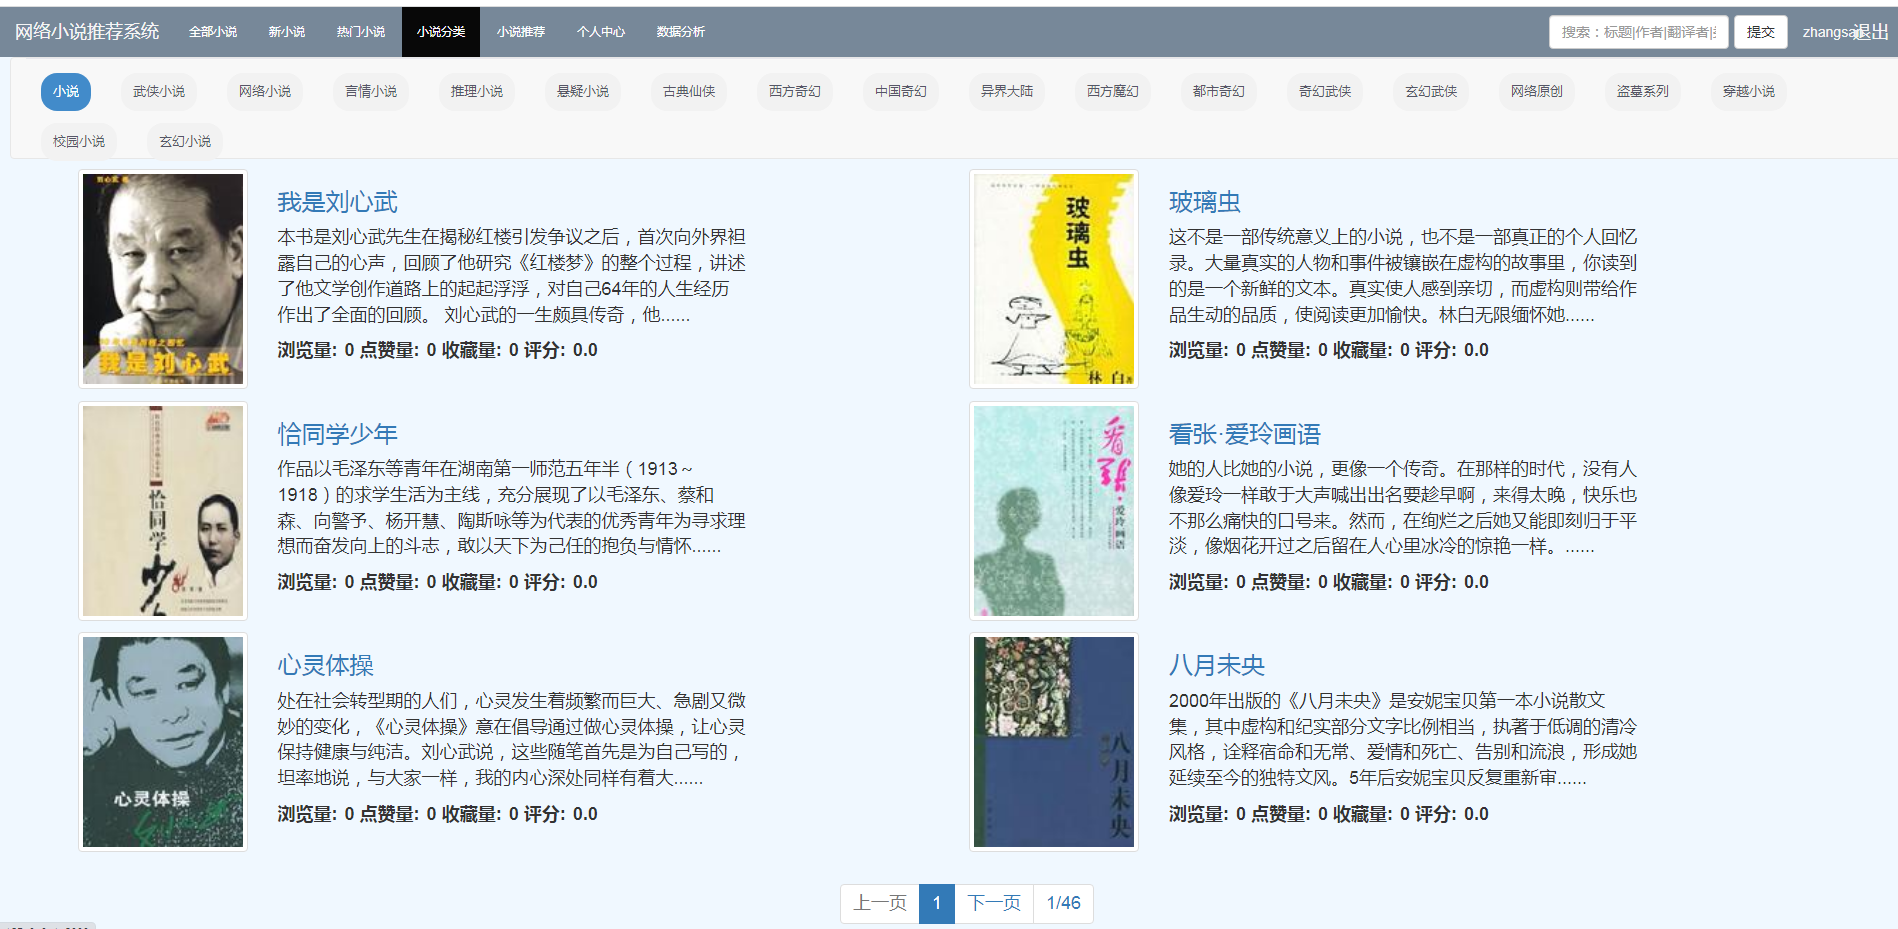 网络小说推荐系统 全部小说 新小说 热门小说 小说分类 小说推荐 个人中心 数据分析 搜索：标题|作者|翻译者| 提交 zhangsan 退出
小说 武侠小说 网络小说 言情小说 推理小说 悬疑小说 古典仙侠 西方奇幻 中国奇幻 异界大陆 西方魔幻 都市奇幻 奇幻武侠 玄幻武侠 网络原创 盗墓系列 穿越小说
校园小说 玄幻小说
我是刘心武
我是刘心武
本书是刘心武先生在揭秘红楼引发争议之后，首次向外界袒
露自己的心声，回顾了他研究《红楼梦》的整个过程，讲述
了他文学创作道路上的起起浮浮，对自己64年的人生经历
作出了全面的回顾。 刘心武的一生颇具传奇，他......
浏览量: 0 点赞量: 0 收藏量: 0 评分: 0.0
玻璃虫
林 白
玻璃虫
这不是一部传统意义上的小说，也不是一部真正的个人回忆
录。大量真实的人物和事件被镶嵌在虚构的故事里，你读到
的是一个新鲜的文本。真实使人感到亲切，而虚构则带给作
品生动的品质，使阅读更加愉快。林白无限缅怀她......
浏览量: 0 点赞量: 0 收藏量: 0 评分: 0.0
恰同学少年
恰同学少年
作品以毛泽东等青年在湖南第一师范五年半（1913～
1918）的求学生活为主线，充分展现了以毛泽东、蔡和
森、向警予、杨开慧、陶斯咏等为代表的优秀青年为寻求理
想而奋发向上的斗志，敢以天下为己任的抱负与情怀......
浏览量: 0 点赞量: 0 收藏量: 0 评分: 0.0
看张·爱玲画语
看张·爱玲画语
她的人比她的小说，更像一个传奇。在那样的时代，没有人
像爱玲一样敢于大声喊出出名要趁早啊，来得太晚，快乐也
不那么痛快的口号来。然而，在绚烂之后她又能即刻归于平
淡，像烟花开过之后留在人心里冰冷的惊艳一样。......
浏览量: 0 点赞量: 0 收藏量: 0 评分: 0.0
心灵体操
心灵体操
处在社会转型期的人们，心灵发生着频繁而巨大、急剧又微
妙的变化，《心灵体操》意在倡导通过做心灵体操，让心灵
保持健康与纯洁。刘心武说，这些随笔首先是为自己写的，
坦率地说，与大家一样，我的内心深处同样有着大......
浏览量: 0 点赞量: 0 收藏量: 0 评分: 0.0
八月未央
八月未央
2000年出版的《八月未央》是安妮宝贝第一本小说散文
集，其中虚构和纪实部分文字比例相当，执著于低调的清冷
风格，诠释宿命和无常、爱情和死亡、告别和流浪，形成她
延续至今的独特文风。5年后安妮宝贝反复重新审......
浏览量: 0 点赞量: 0 收藏量: 0 评分: 0.0
上一页 1 下一页 1/46